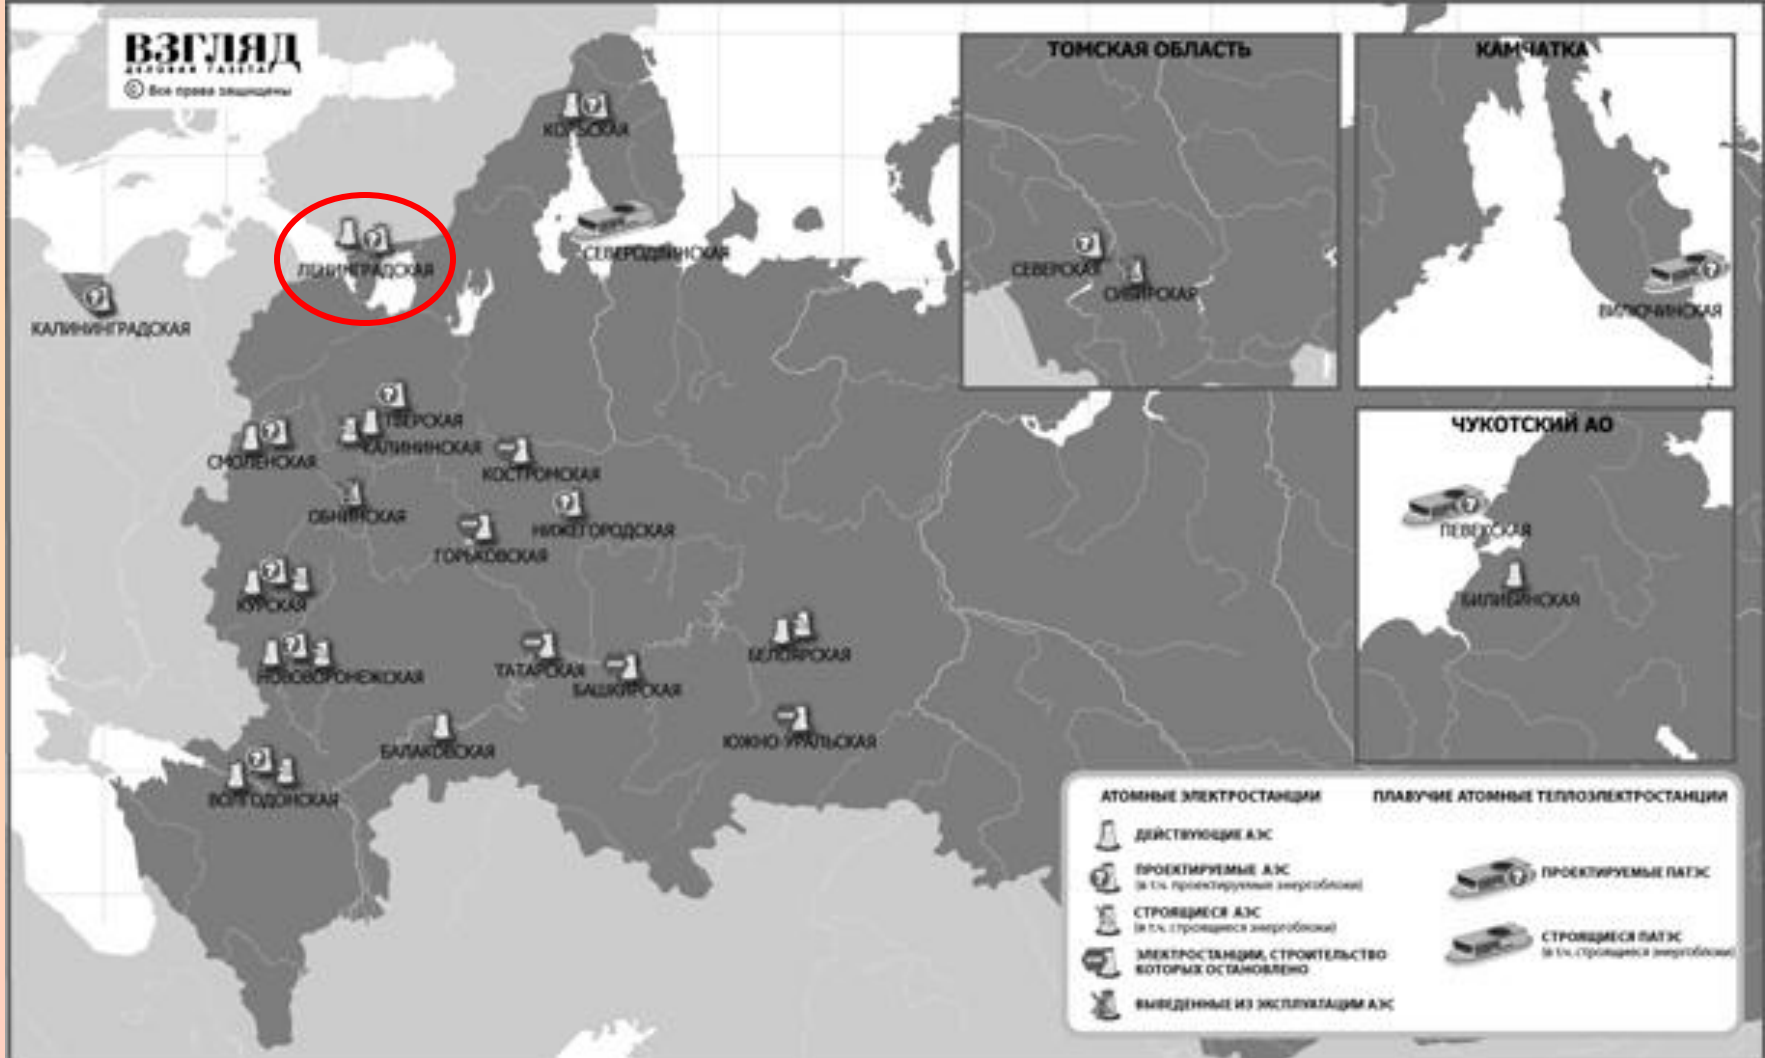 ВЗГЛЯД
ДЕЛОВАЯ ГАЗЕТА
© Все права защищены
КОЛЬСКАЯ
СЕВЕРОДВИНСКАЯ
ЛЕНИНГРАДСКАЯ
КАЛИНИНГРАДСКАЯ
ТВЕРСКАЯ
КАЛИНИНСКАЯ
СМОЛЕНСКАЯ
КОСТРОМСКАЯ
ОБНИНСКАЯ
НИЖЕГОРОДСКАЯ
ГОРЬКОВСКАЯ
КУРСКАЯ
НОВОВОРОНЕЖСКАЯ
ТАТАРСКАЯ
БАШКИРСКАЯ
БЕЛОЯРСКАЯ
ЮЖНО-УРАЛЬСКАЯ
БАЛАКОВСКАЯ
ВОЛГОДОНСКАЯ
ТОМСКАЯ ОБЛАСТЬ
СЕВЕРСКАЯ
СИБИРСКАЯ
КАМЧАТКА
ВИЛЮЧИНСКАЯ
ЧУКОТСКИЙ АО
ПЕВЕКСКАЯ
БИЛИБИНСКАЯ
АТОМНЫЕ ЭЛЕКТРОСТАНЦИИ
ДЕЙСТВУЮЩИЕ АЭС
ПРОЕКТИРУЕМЫЕ АЭС
(в т.ч. проектируемые энергоблоки)
СТРОЯЩИЕСЯ АЭС
(в т.ч. строящиеся энергоблоки)
ЭЛЕКТРОСТАНЦИИ, СТРОИТЕЛЬСТВО
КОТОРЫХ ОСТАНОВЛЕНО
ВЫВЕДЕННЫЕ ИЗ ЭКСПЛУАТАЦИИ АЭС
ПЛАВУЧИЕ АТОМНЫЕ ТЕПЛОЭЛЕКТРОСТАНЦИИ
ПРОЕКТИРУЕМЫЕ ПАТЭС
СТРОЯЩИЕСЯ ПАТЭС
(в т.ч. строящиеся энергоблоки)